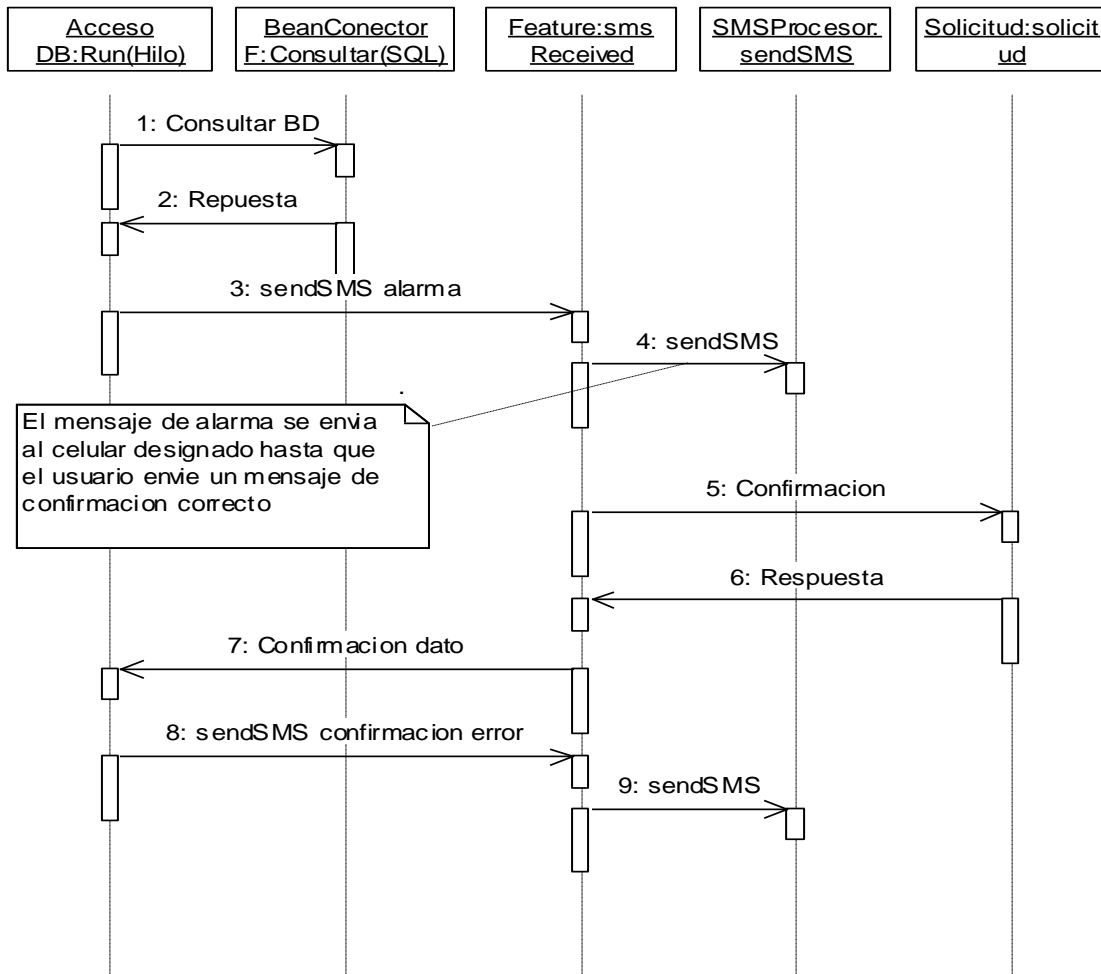 Acceso
DB:Run(Hilo)
BeanConector
F:Consultar(SQL)
Feature:sms
Received
SMSProcesor:
sendSMS
Solicitud:solicit
ud
1: Consultar BD
2: Repuesta
3: sendSMS alarma
4: sendSMS
.
El mensaje de alarma se envia
al celular designado hasta que
el usuario envie un mensaje de
confirmacion correcto
5: Confirmacion
6: Respuesta
7: Confirmacion dato
8: sendSMS confirmacion error
9: sendSMS